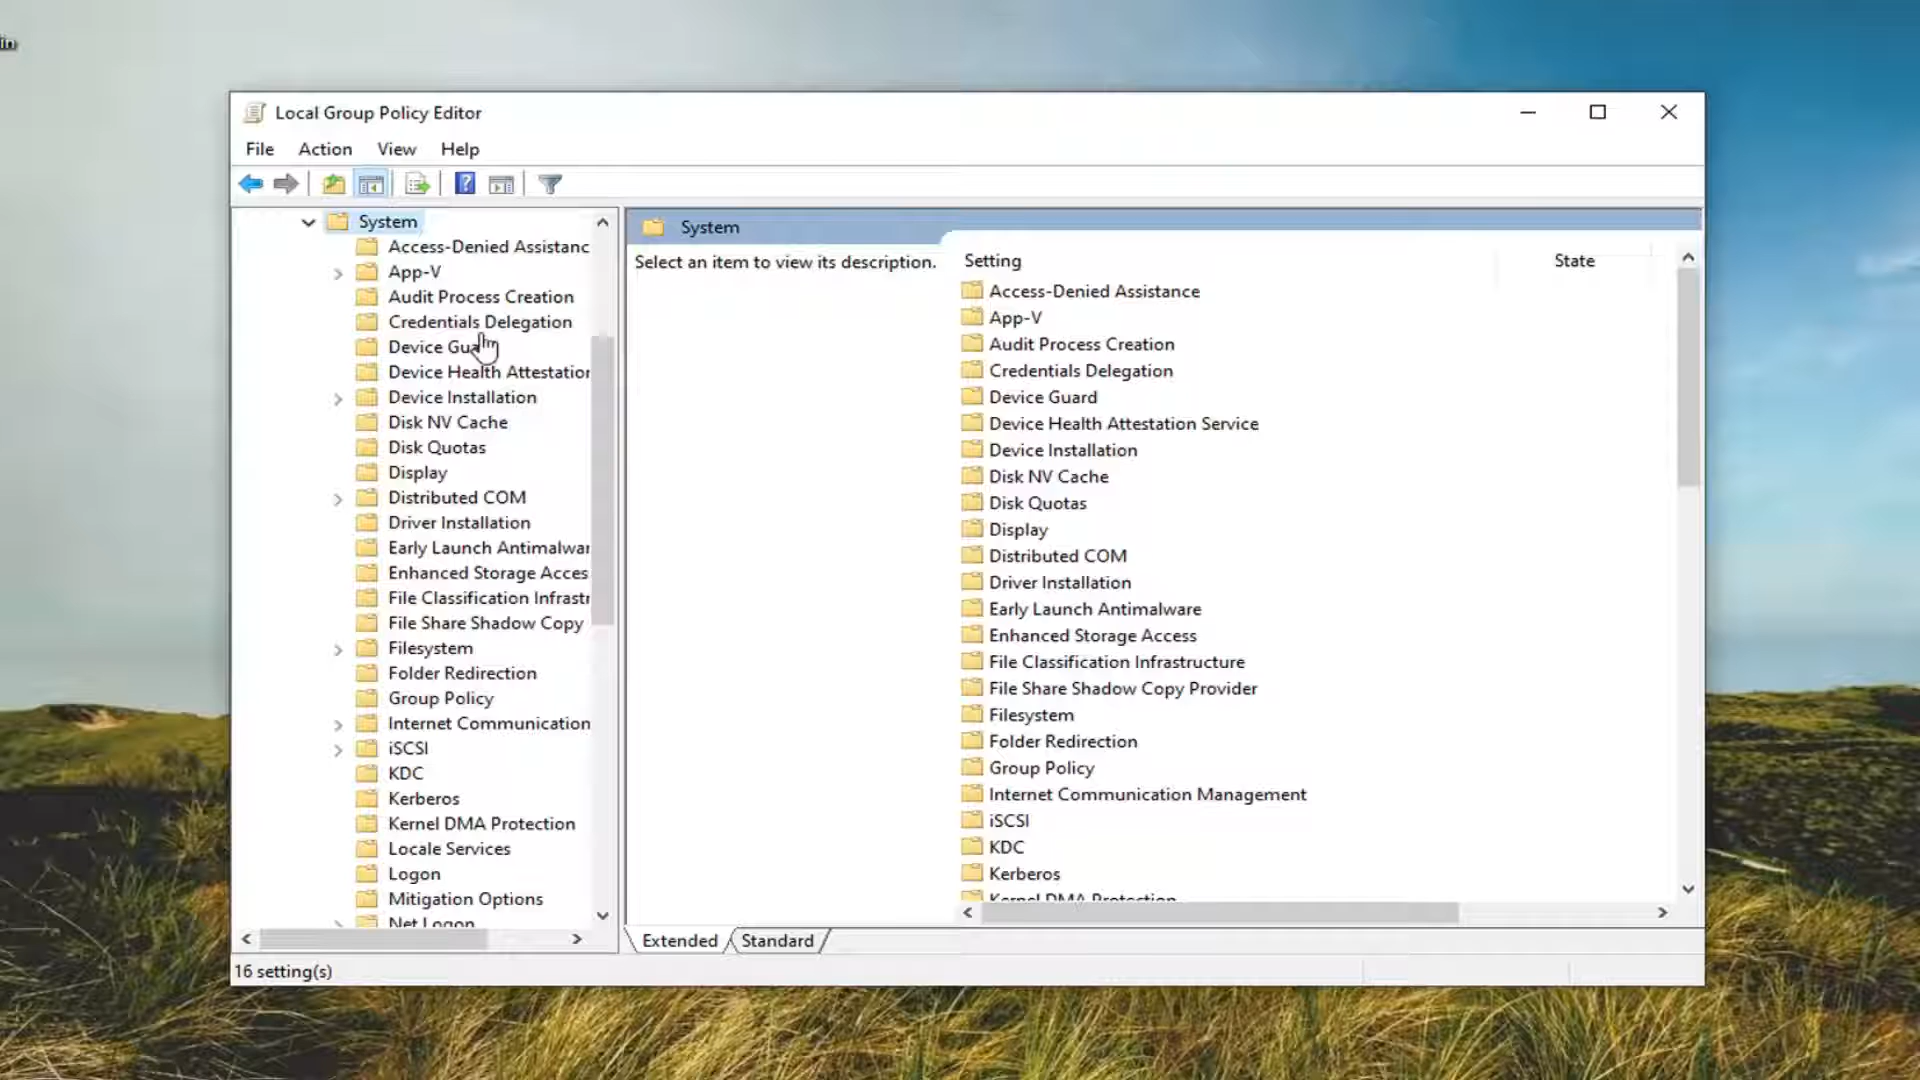 in
Local Group Policy Editor
File Action View Help
System
Access-Denied Assistanc
App-V
Audit Process Creation
Credentials Delegation
Device Gua
Device Health Attestation
Device Installation
Disk NV Cache
Disk Quotas
Display
Distributed COM
Driver Installation
Early Launch Antimalwar
Enhanced Storage Acces
File Classification Infrastr
File Share Shadow Copy
Filesystem
Folder Redirection
Group Policy
Internet Communication
iSCSI
KDC
Kerberos
Kernel DMA Protection
Locale Services
Logon
Mitigation Options
Net Logon
System
Select an item to view its description.
Setting State
Access-Denied Assistance
App-V
Audit Process Creation
Credentials Delegation
Device Guard
Device Health Attestation Service
Device Installation
Disk NV Cache
Disk Quotas
Display
Distributed COM
Driver Installation
Early Launch Antimalware
Enhanced Storage Access
File Classification Infrastructure
File Share Shadow Copy Provider
Filesystem
Folder Redirection
Group Policy
Internet Communication Management
iSCSI
KDC
Kerberos
Kernel DMA Protection
Extended Standard
16 setting(s)